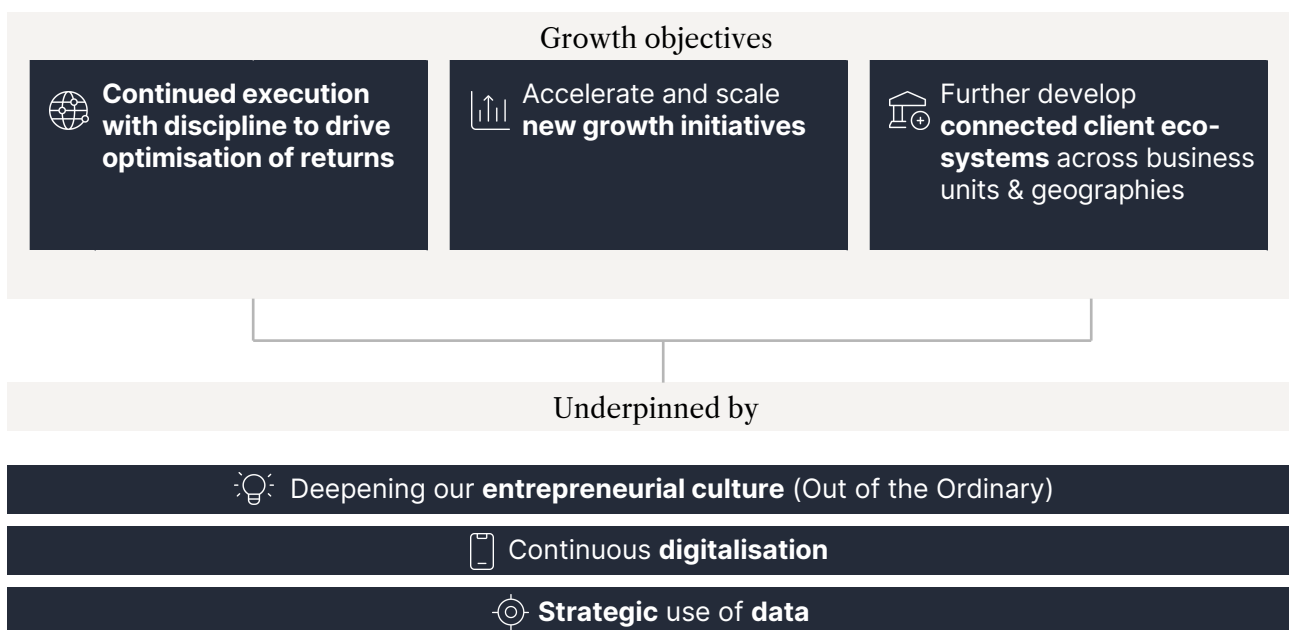 Growth objectives
Continued execution
with discipline to drive
optimisation of returns
Accelerate and scale
new growth initiatives
Further develop
connected client eco-
systems across business
units & geographies
Underpinned by
Deepening our entrepreneurial culture (Out of the Ordinary)
Continuous digitalisation
Strategic use of data